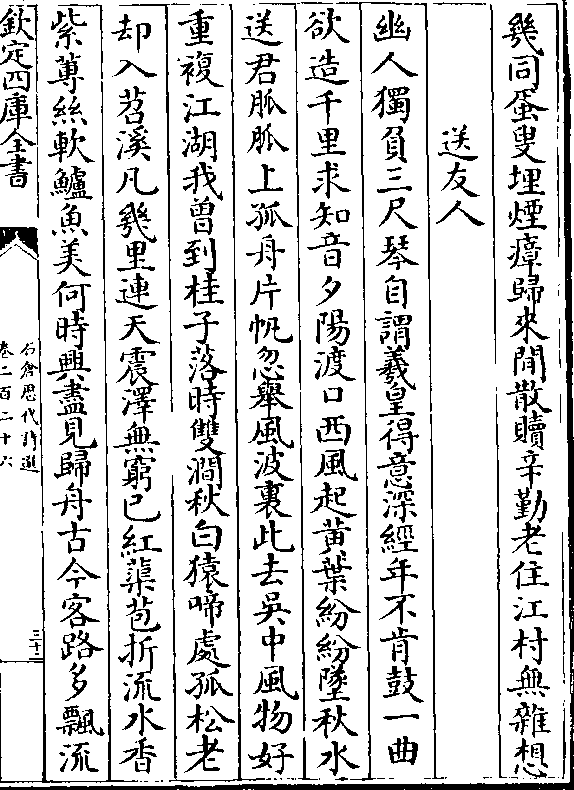 幾同蛋叟埋煙瘴歸來閒散贖辛勤老住江村無雜想
送友人
幽人獨負三尺琴自謂羲皇得意深經年不肯鼓一曲
欲造千里求知音夕陽渡口西風起黄葉紛紛墜秋水
送君脈脈上孤舟片帆忽舉風波裏此去吳中風物好
重複江湖我曾到桂子落時雙澗秋白猿啼處孤松老
却入苕溪凡幾里連天震澤無窮已紅蕖苞折流水香
紫蓴絲軟鱸魚美何時興盡見歸舟古今客路多飄流
欽定四庫全書
石倉歴代詩選
卷二百二十六
三十二